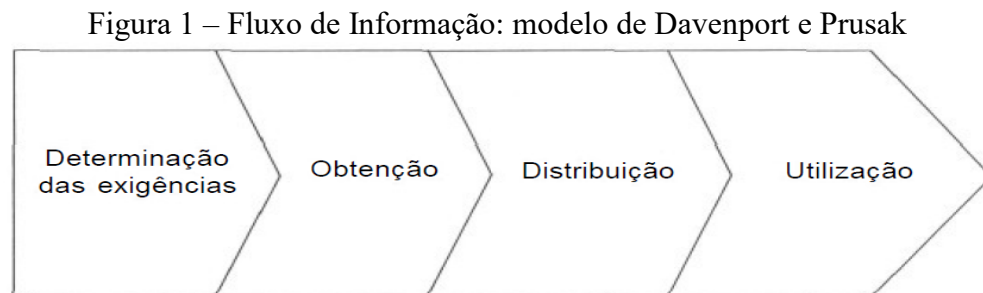 Figura 1 – Fluxo de Informação: modelo de Davenport e Prusak
Determinação
das exigências
Obtenção
Distribuição
Utilização